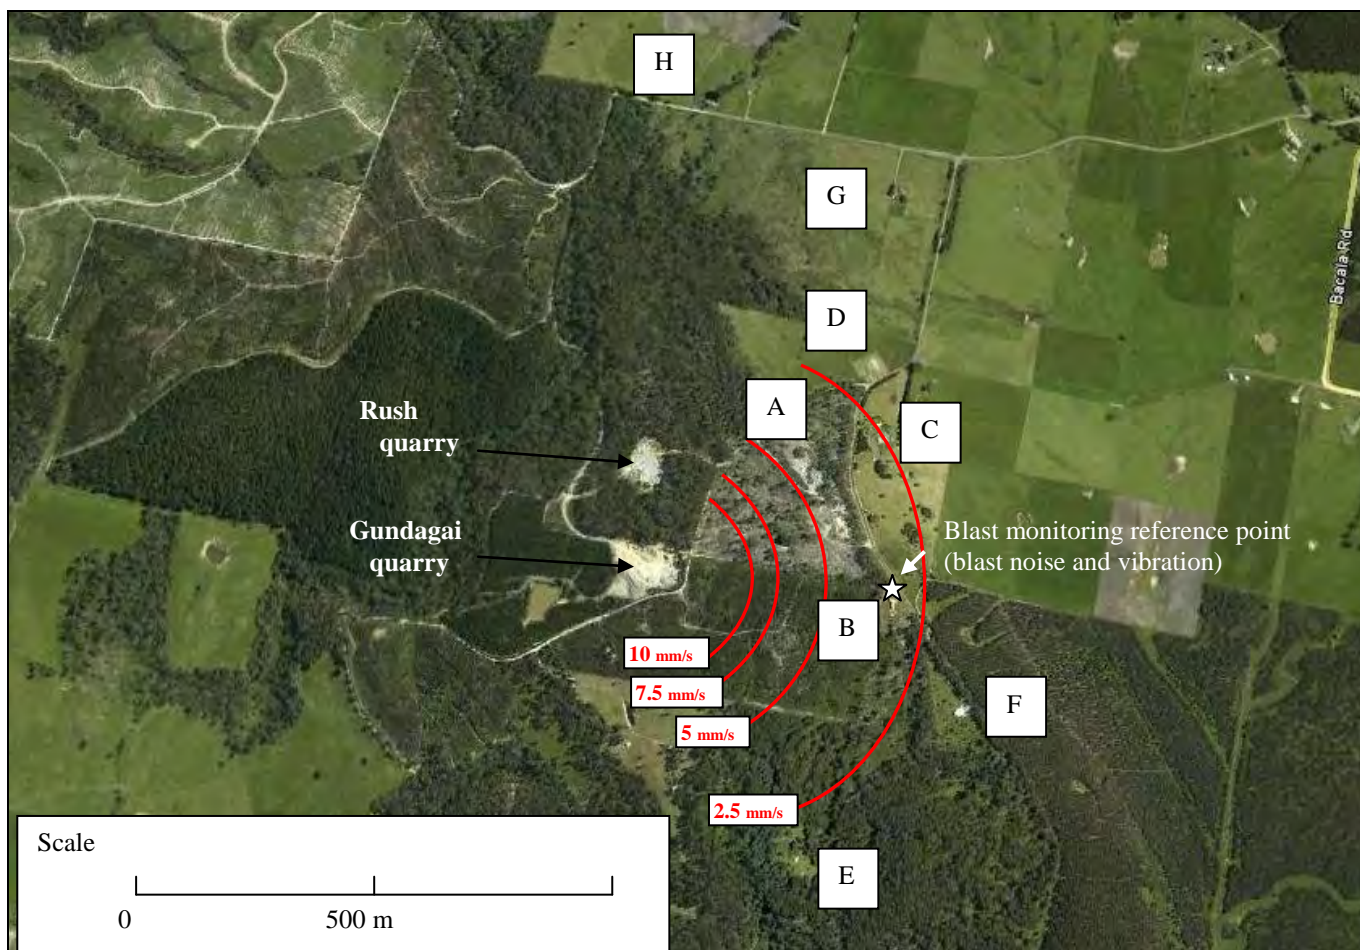 H
G
Bacala Rd
D
A
C
Rush
quarry
Gundagai
quarry
Blast monitoring reference point
(blast noise and vibration)
B
10 mm/s
7.5 mm/s
F
5 mm/s
2.5 mm/s
E
Scale
0 500 m